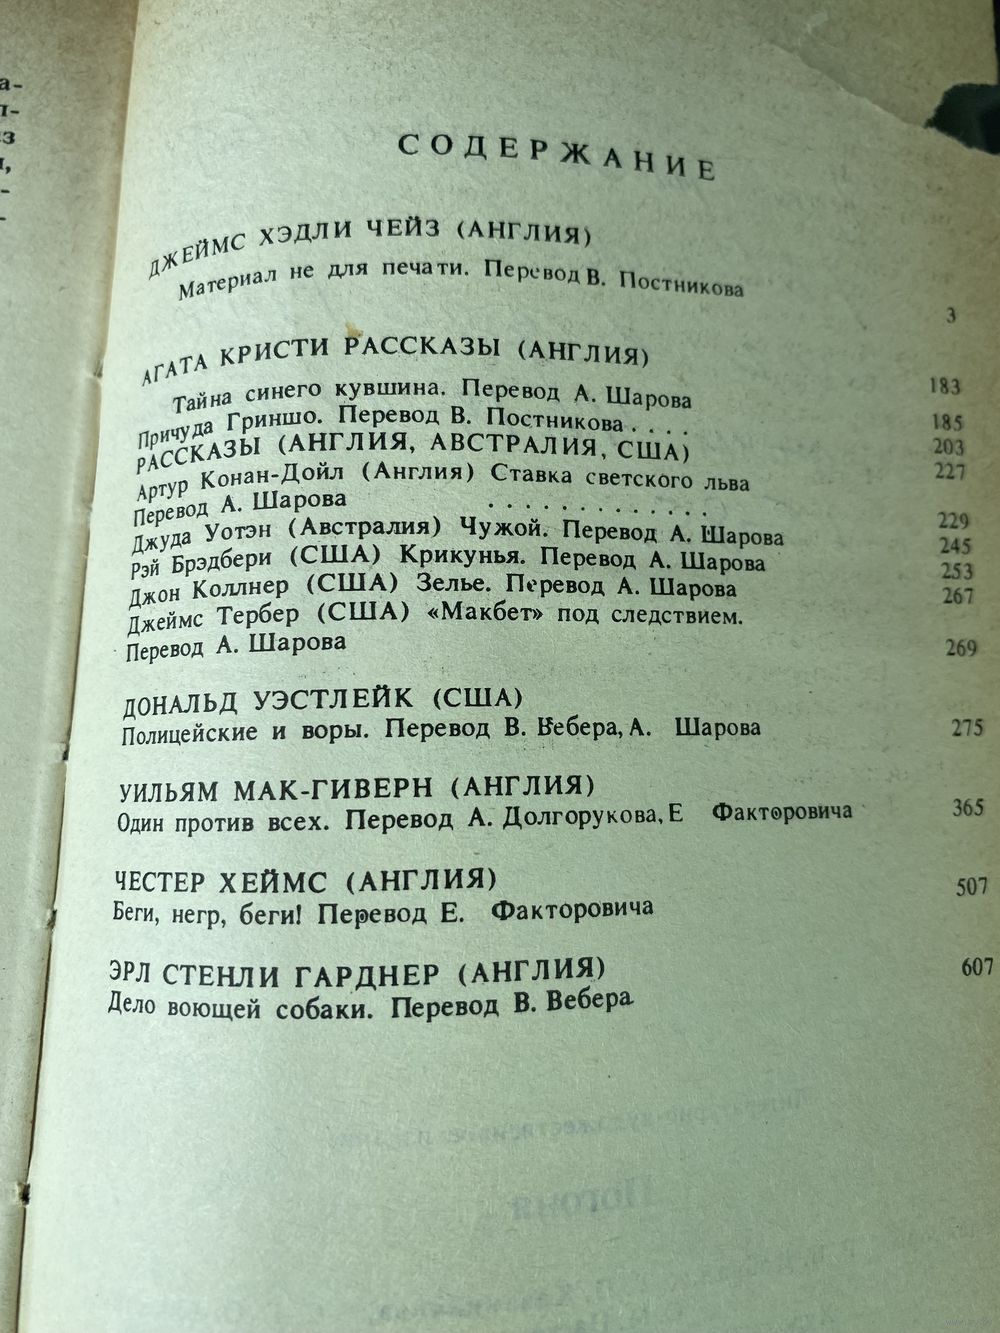 а-
л-
из
и,
-
-
СОДЕРЖАНИЕ
ДЖЕЙМС ХЭДЛИ ЧЕЙЗ (АНГЛИЯ)
Материал не для печати. Перевод В. Постникова
3
АГАТА КРИСТИ РАССКАЗЫ (АНГЛИЯ)
183
Тайна синего кувшина. Перевод А. Шарова
185
Причуда Гриншо. Перевод В. Постникова . . . .
203
РАССКАЗЫ (АНГЛИЯ, АВСТРАЛИЯ, США)
227
Артур Конан-Дойл (Англия) Ставка светского льва
Перевод А. Шарова . . . . . . . . . . . . .
229
Джуда Уотэн (Австралия) Чужой. Перевод А. Шарова
245
Рэй Брэдбери (США) Крикунья. Перевод А. Шарова
253
Джон Коллнер (США) Зелье. Перевод А. Шарова
267
Джеймс Тербер (США) «Макбет» под следствием.
Перевод А. Шарова
269
ДОНАЛЬД УЭСТЛЕЙК (США)
Полицейские и воры. Перевод В. Вебера, А. Шарова
275
УИЛЬЯМ МАК-ГИВЕРН (АНГЛИЯ)
Один против всех. Перевод А. Долгорукова, Е Факторовича
365
ЧЕСТЕР ХЕЙМС (АНГЛИЯ)
507
Беги, негр, беги! Перевод Е. Факторовича
ЭРЛ СТЕНЛИ ГАРДНЕР (АНГЛИЯ)
607
Дело воющей собаки. Перевод В. Вебера